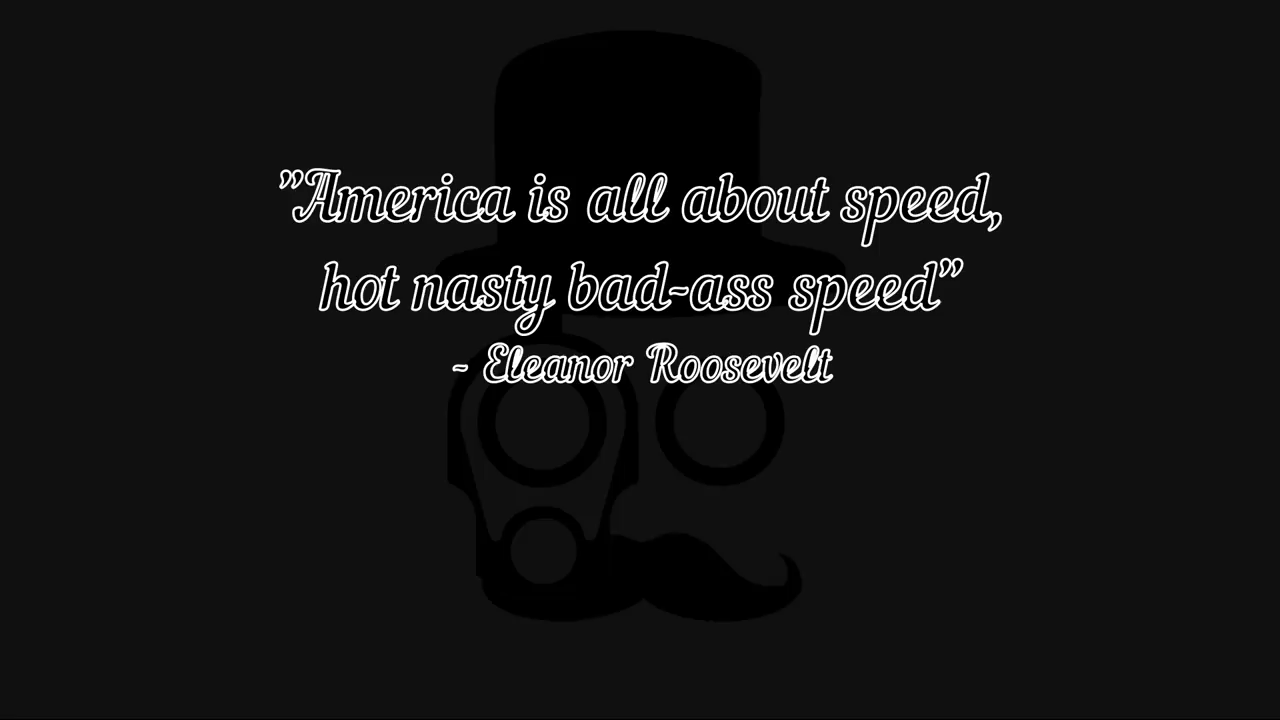 "America is all about speed,
hot nasty bad-ass speed"
- Eleanor Roosevelt